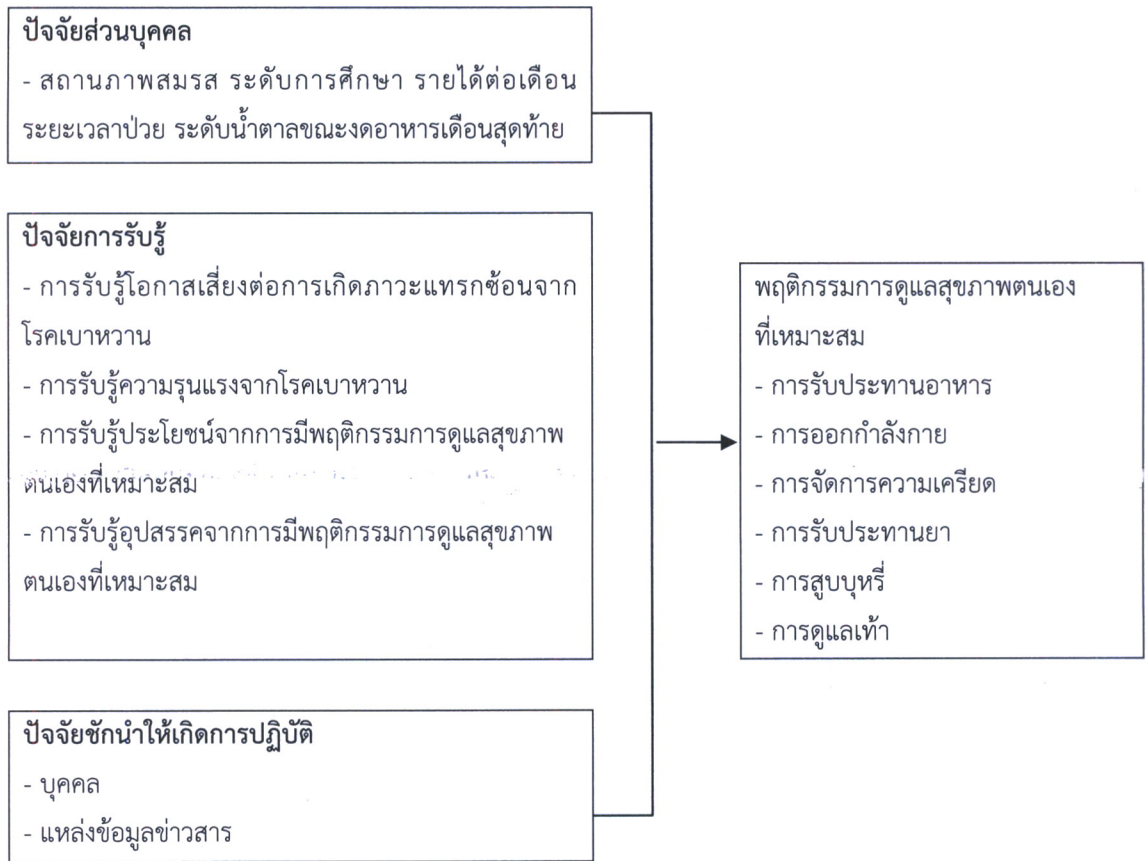 ปัจจัยส่วนบุคคล
- สถานภาพสมรส ระดับการศึกษา รายได้ต่อเดือน
ระยะเวลาป่วย ระดับน้ำตาลขณะงดอาหารเดือนสุดท้าย
ปัจจัยการรับรู้
- การรับรู้โอกาสเสี่ยงต่อการเกิดภาวะแทรกซ้อนจาก
โรคเบาหวาน
- การรับรู้ความรุนแรงจากโรคเบาหวาน
- การรับรู้ประโยชน์จากการมีพฤติกรรมการดูแลสุขภาพ
ตนเองที่เหมาะสม
- การรับรู้อุปสรรคจากการมีพฤติกรรมการดูแลสุขภาพ
ตนเองที่เหมาะสม
ปัจจัยชักนำให้เกิดการปฏิบัติ
- บุคคล
- แหล่งข้อมูลข่าวสาร
พฤติกรรมการดูแลสุขภาพตนเอง
ที่เหมาะสม
- การรับประทานอาหาร
- การออกกำลังกาย
- การจัดการความเครียด
- การรับประทานยา
- การสูบบุหรี่
- การดูแลเท้า